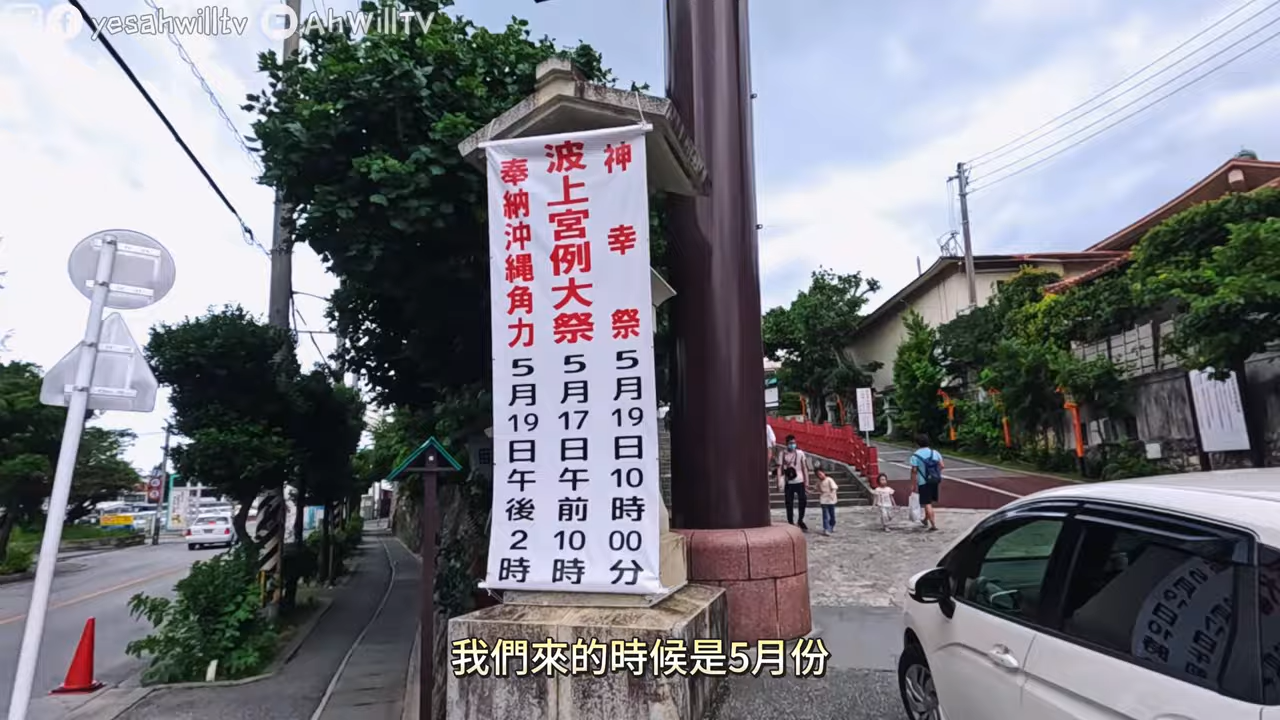 yesahwilltv AhWillTV
神幸祭 5月19日10時00分
波上宮例大祭 5月17日午前10時
奉納沖縄角力 5月19日午後2時
我們來的時候是5月份